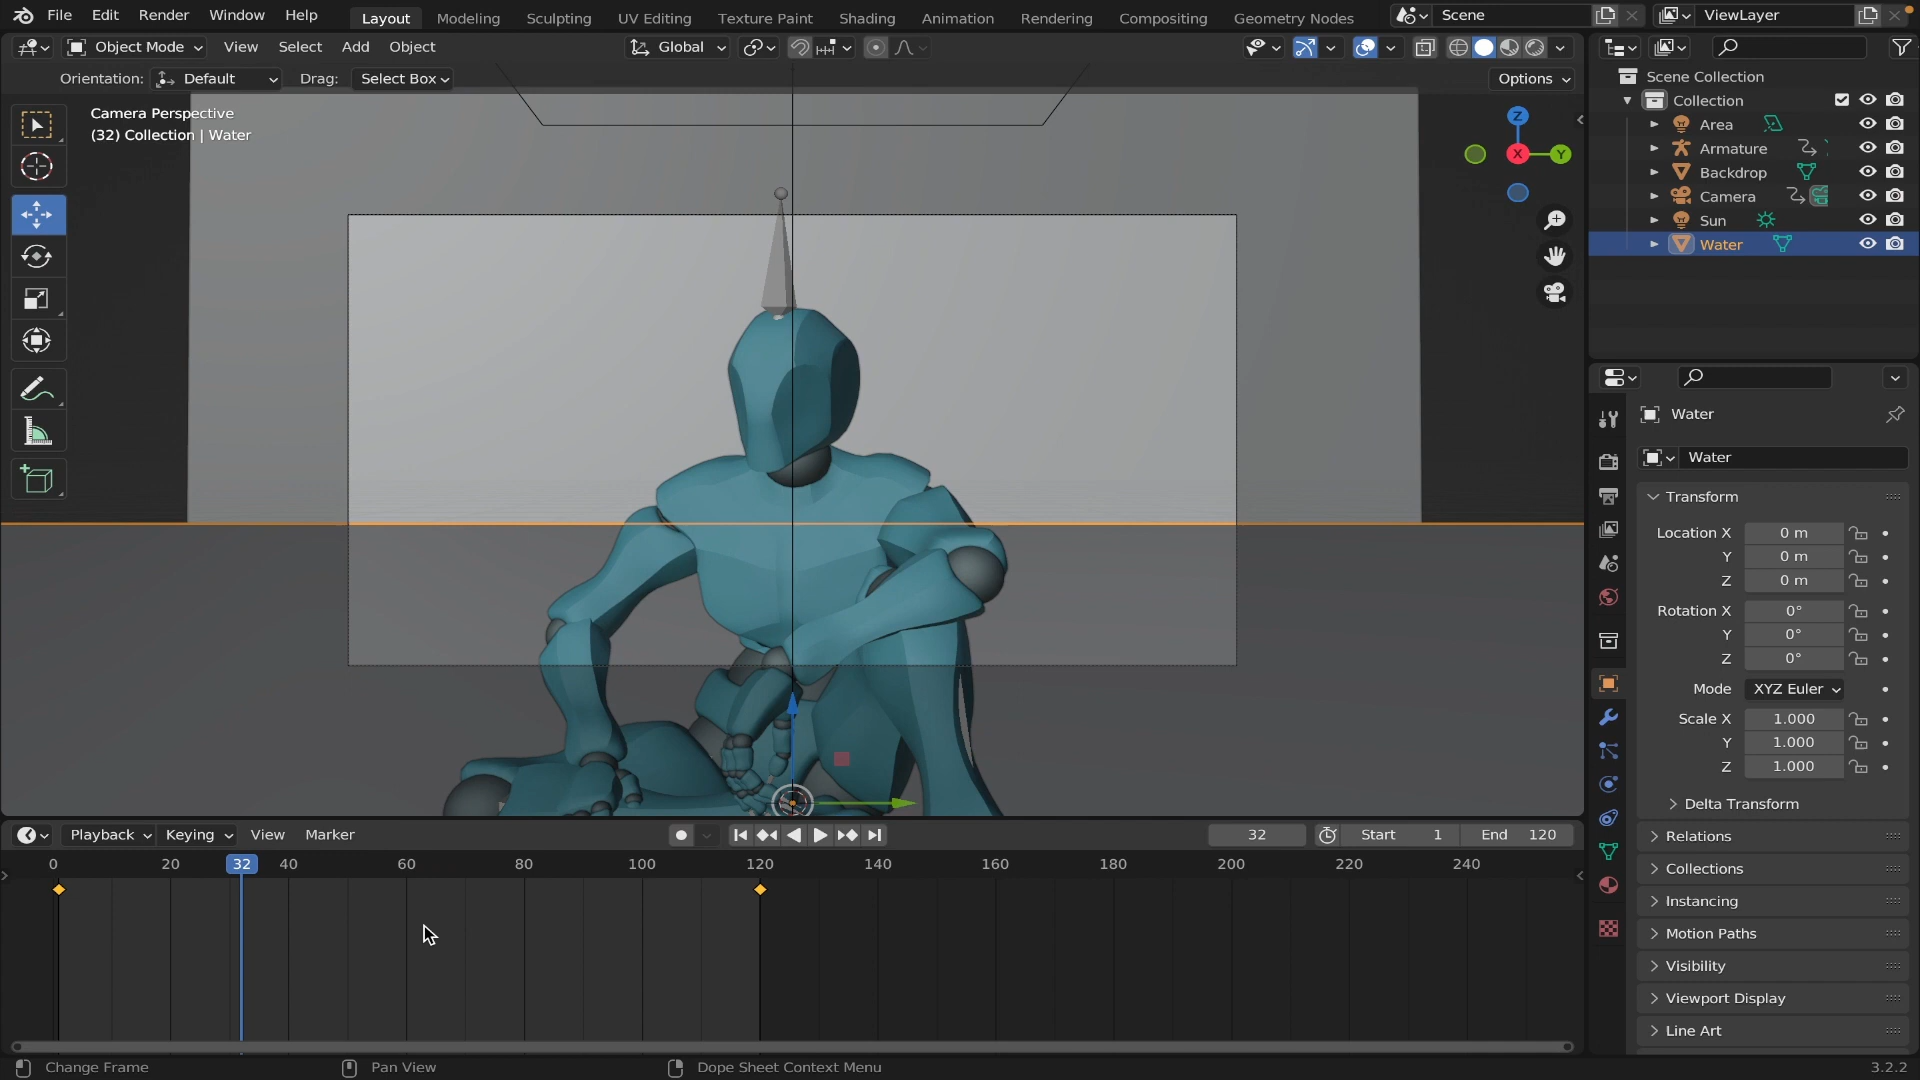 File Edit Render Window Help Layout Modeling Sculpting UV Editing Texture Paint Shading Animation Rendering Compositing Geometry Nodes Scene ViewLayer
Object Mode View Select Add Object Global
Orientation: Default Drag: Select Box Options
Camera Perspective
(32) Collection | Water
Z
X
Y
Scene Collection
Collection
Area
Armature
Backdrop
Camera
Sun
Water
Water
Water
Transform
Location X 0 m
Y 0 m
Z 0 m
Rotation X 0°
Y 0°
Z 0°
Mode XYZ Euler
Scale X 1.000
Y 1.000
Z 1.000
Delta Transform
Relations
Collections
Instancing
Motion Paths
Visibility
Viewport Display
Line Art
Playback Keying View Marker 32 Start 1 End 120
0 20 32 40 60 80 100 120 140 160 180 200 220 240
Change Frame Pan View Dope Sheet Context Menu 3.2.2